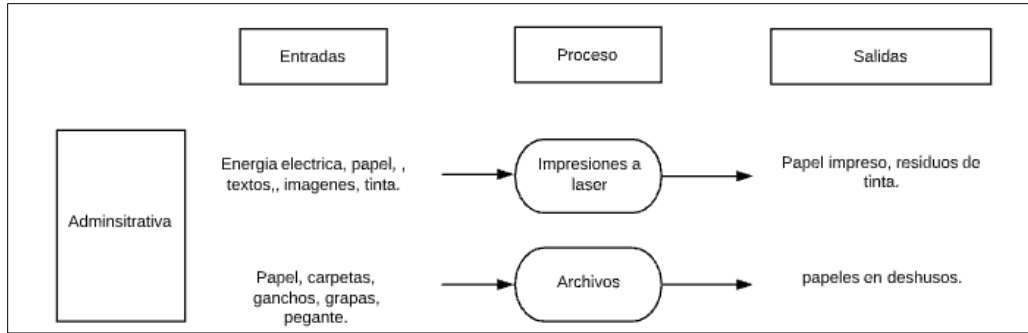 Entradas
Proceso
Salidas
Adminsitrativa
Energia electrica, papel, ,
textos,, imagenes, tinta.
Impresiones a
laser
Papel impreso, residuos de
tinta.
Papel, carpetas,
ganchos, grapas,
pegante.
Archivos
papeles en deshusos.